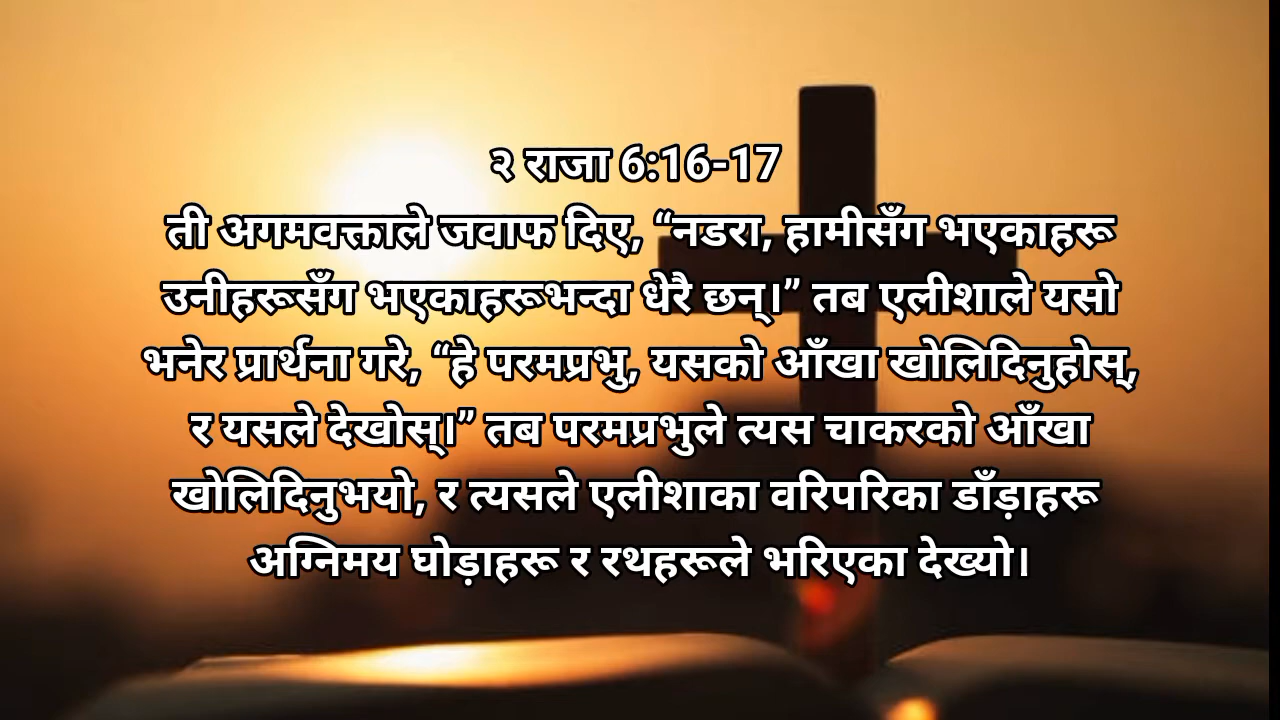 २ राजा 6:16-17
ती अगमवक्ताले जवाफ दिए, “नडरा, हामीसँग भएकाहरू
उनीहरूसँग भएकाहरूभन्दा धेरै छन्।” तब एलीशाले यसो
भनेर प्रार्थना गरे, “हे परमप्रभु, यसको आँखा खोलिदिनुहोस्,
र यसले देखोस्।” तब परमप्रभुले त्यस चाकरको आँखा
खोलिदिनुभयो, र त्यसले एलीशाका वरिपरिका डाँड़ाहरू
अग्निमय घोड़ाहरू र रथहरूले भरिएका देख्यो।